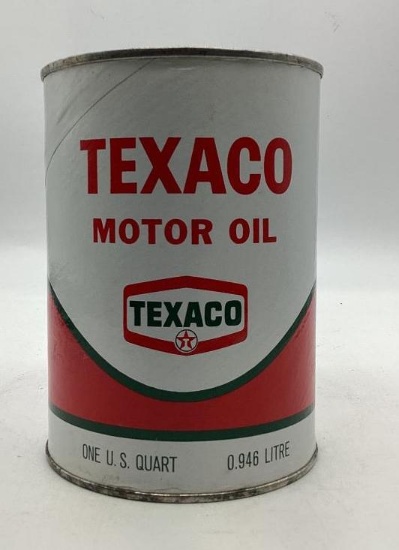 TEXACO
MOTOR OIL
TEXACO
T
ONE U.S. QUART 0.946 LITRE